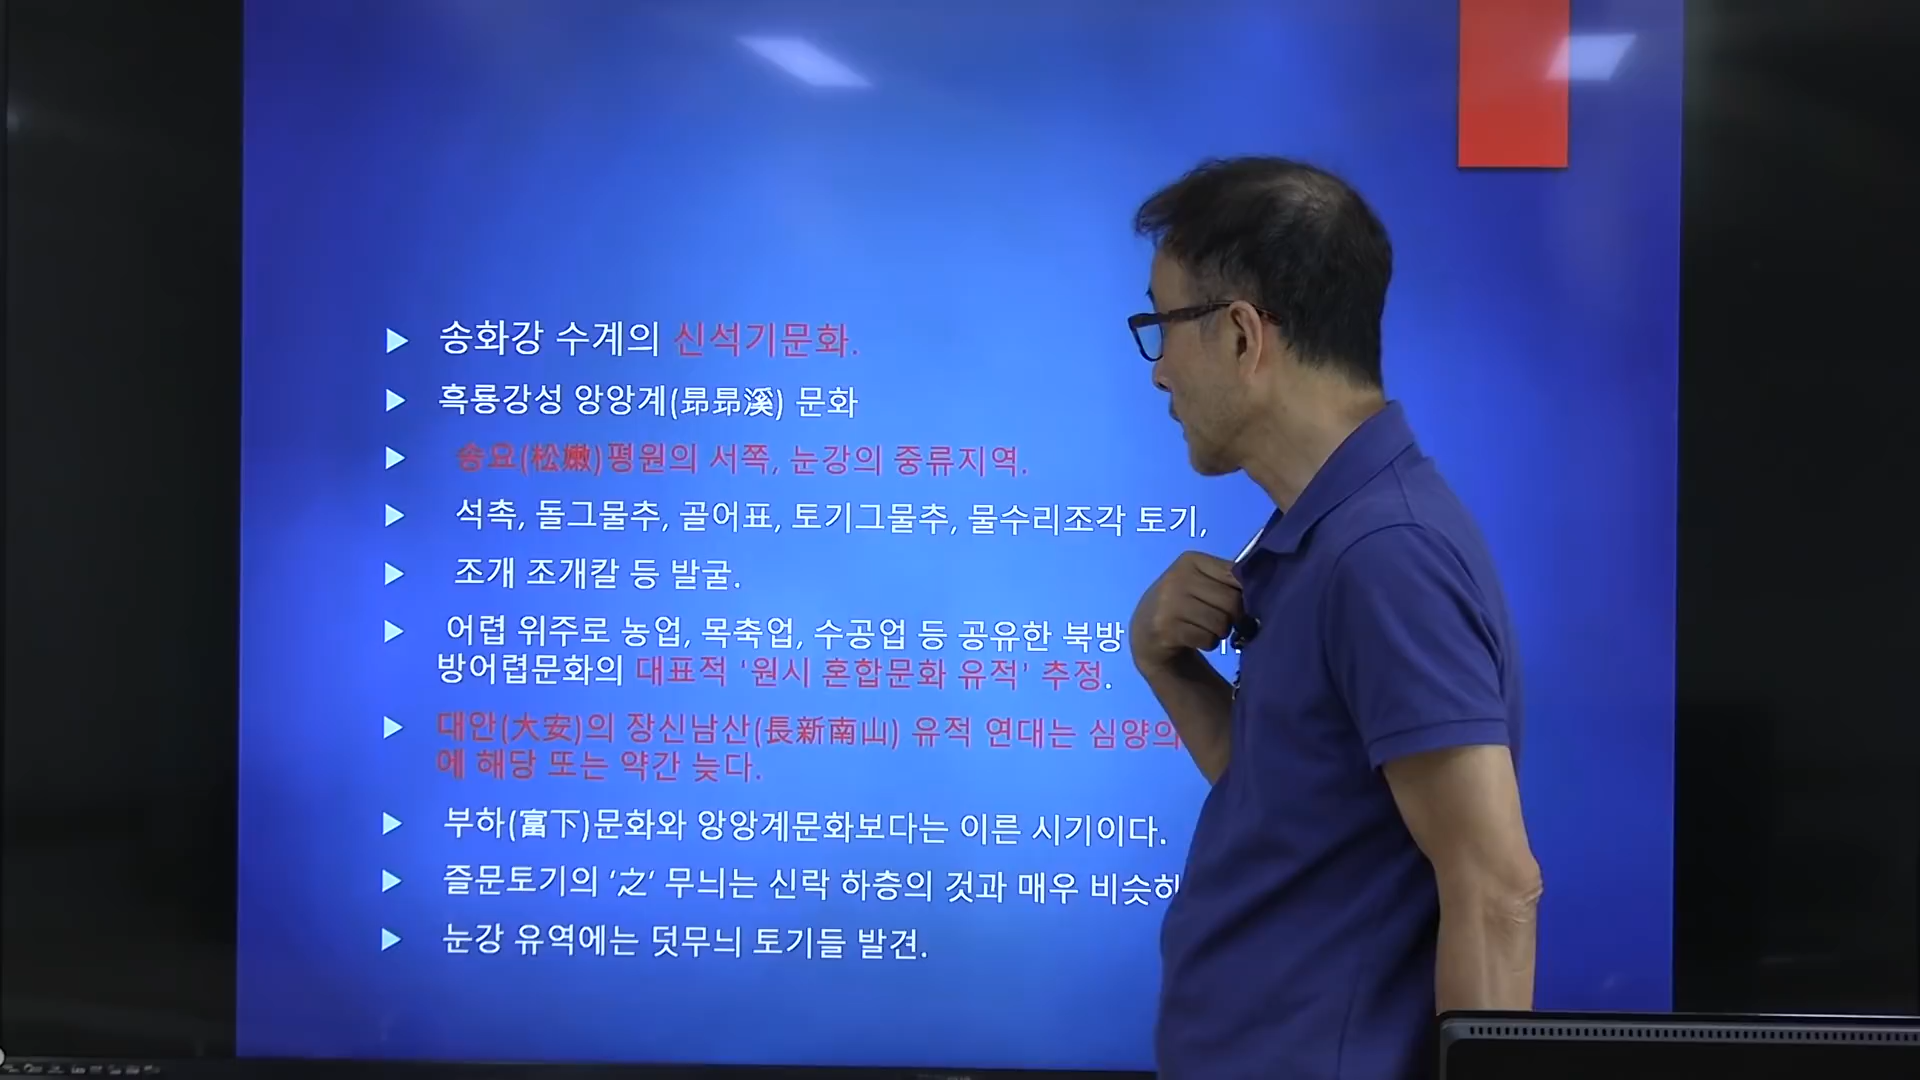 송화강 수계의 신석기문화.
흑룡강성 앙앙계(昻昻溪) 문화
송요(松嫩)평원의 서쪽, 눈강의 중류지역.
석촉, 돌그물추, 골어표, 토기그물추, 물수리조각 토기,
조개 조개칼 등 발굴.
어렵 위주로 농업, 목축업, 수공업 등 공유한 북방
방어렵문화의 대표적 '원시 혼합문화 유적' 추정.
대안(大安)의 장신남산(長新南山) 유적 연대는 심양의
에 해당 또는 약간 늦다.
부하(富下)문화와 앙앙계문화보다는 이른 시기이다.
즐문토기의 '之' 무늬는 신락 하층의 것과 매우 비슷하
눈강 유역에는 덧무늬 토기들 발견.